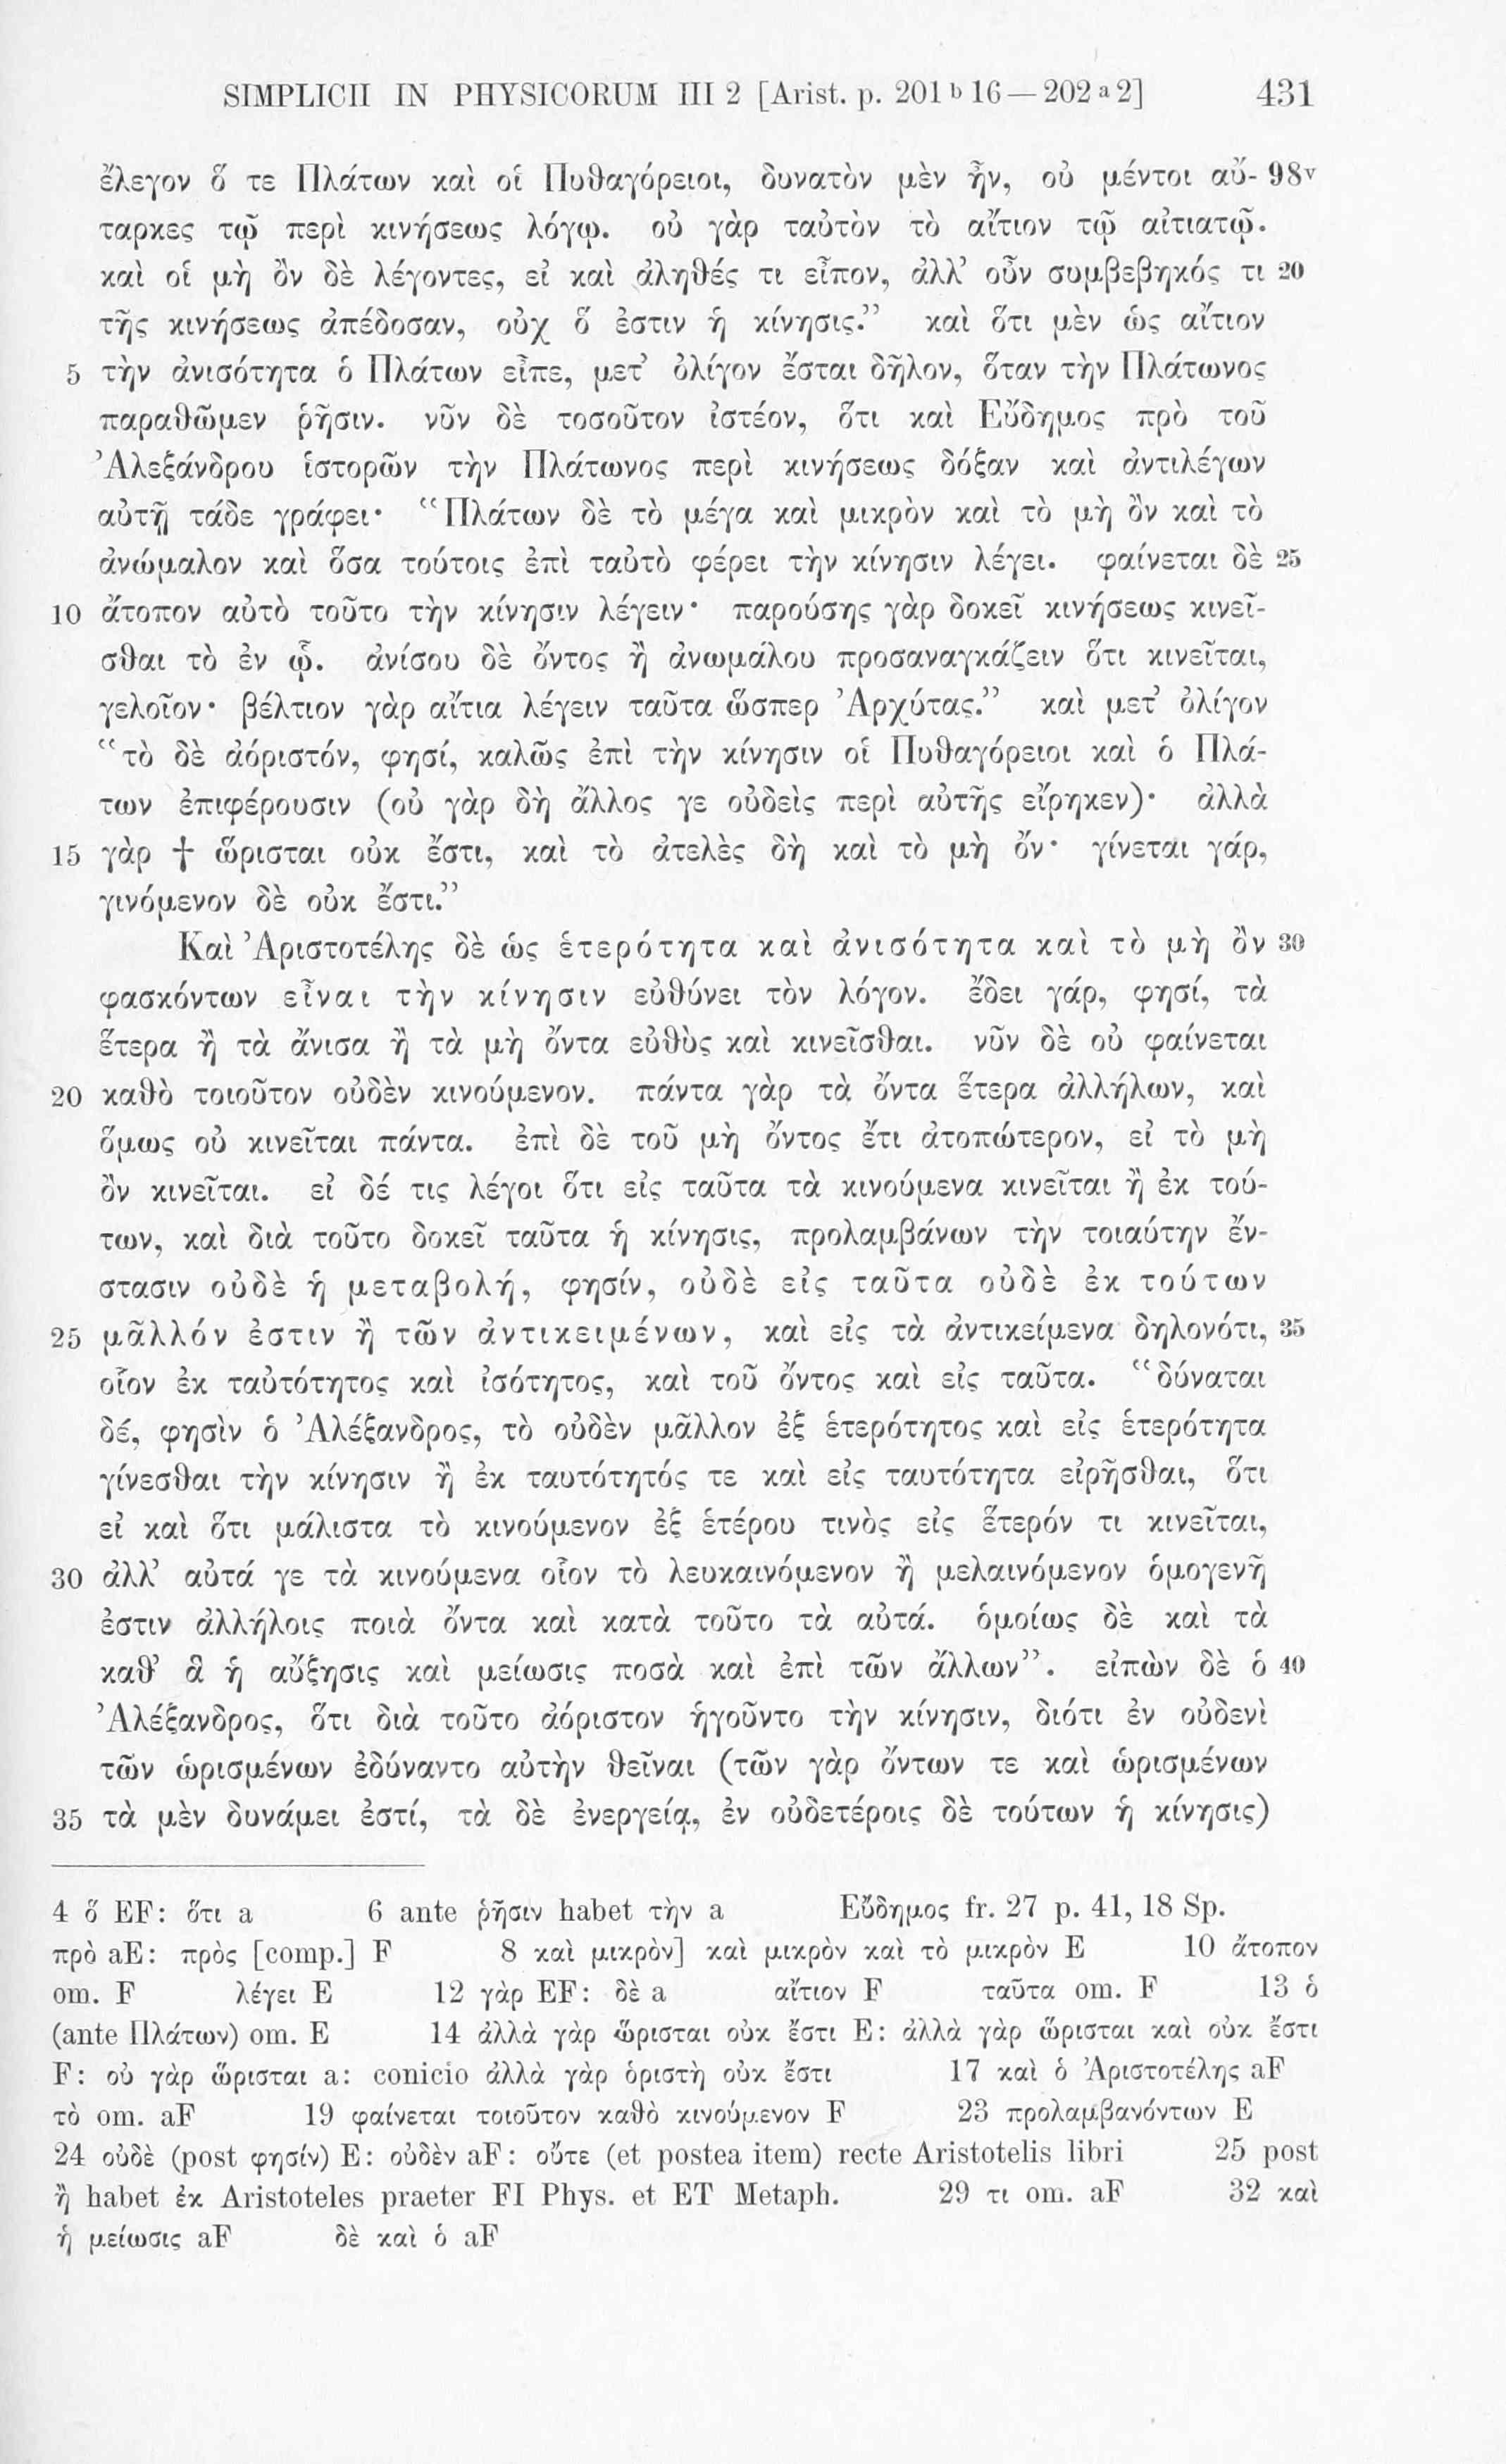 SIMPLICII IN PHYSICORUM III 2 [Arist. p. 201 b 16 — 202 a 2] 431
ἔλεγον ὅ τε Πλάτων καὶ οἱ Πυθαγόρειοι, δυνατὸν μὲν ἦν, οὐ μέντοι αὔ- 98v
ταρκες τῷ περὶ κινήσεως λόγῳ. οὐ γὰρ ταὐτὸν τὸ αἴτιον τῷ αἰτιατῷ.
καὶ οἱ μὴ ὂν δὲ λέγοντες, εἰ καὶ ἀληθές τι εἶπον, ἀλλ’ οὖν συμβεβηκός τι 20
τῆς κινήσεως ἀπέδοσαν, οὐχ ὅ ἐστιν ἡ κίνησις.” καὶ ὅτι μὲν ὡς αἴτιον
5 τὴν ἀνισότητα ὁ Πλάτων εἶπε, μετ’ ὀλίγον ἔσται δῆλον, ὅταν τὴν Πλάτωνος
παραθῶμεν ῥῆσιν. νῦν δὲ τοσοῦτον ἰστέον, ὅτι καὶ Εὔδημος πρὸ τοῦ
Ἀλεξάνδρου ἱστορῶν τὴν Πλάτωνος περὶ κινήσεως δόξαν καὶ ἀντιλέγων
αὐτῇ τάδε γράφει· “Πλάτων δὲ τὸ μέγα καὶ μικρὸν καὶ τὸ μὴ ὂν καὶ τὸ
ἀνώμαλον καὶ ὅσα τούτοις ἐπὶ ταὐτὸ φέρει τὴν κίνησιν λέγει. φαίνεται δὲ 25
10 ἄτοπον αὐτὸ τοῦτο τὴν κίνησιν λέγειν· παρούσης γὰρ δοκεῖ κινήσεως κινεῖ-
σθαι τὸ ἐν ᾧ. ἀνίσου δὲ ὄντος ἢ ἀνωμάλου προσαναγκάζειν ὅτι κινεῖται,
γελοῖον· βέλτιον γὰρ αἴτια λέγειν ταῦτα ὥσπερ Ἀρχύτας.” καὶ μετ’ ὀλίγον
“τὸ δὲ ἀόριστόν, φησί, καλῶς ἐπὶ τὴν κίνησιν οἱ Πυθαγόρειοι καὶ ὁ Πλά-
των ἐπιφέρουσιν (οὐ γὰρ δὴ ἄλλος γε οὐδεὶς περὶ αὐτῆς εἴρηκεν)· ἀλλὰ
15 γὰρ † ὥρισται οὐκ ἔστι, καὶ τὸ ἀτελὲς δὴ καὶ τὸ μὴ ὄν· γίνεται γάρ,
γινόμενον δὲ οὐκ ἔστι.”
Καὶ Ἀριστοτέλης δὲ ὡς ἑτερότητα καὶ ἀνισότητα καὶ τὸ μὴ ὂν 30
φασκόντων εἶναι τὴν κίνησιν εὐθύνει τὸν λόγον. ἔδει γάρ, φησί, τὰ
ἕτερα ἢ τὰ ἄνισα ἢ τὰ μὴ ὄντα εὐθὺς καὶ κινεῖσθαι. νῦν δὲ οὐ φαίνεται
20 καθὸ τοιοῦτον οὐδὲν κινούμενον. πάντα γὰρ τὰ ὄντα ἕτερα ἀλλήλων, καὶ
ὅμως οὐ κινεῖται πάντα. ἐπὶ δὲ τοῦ μὴ ὄντος ἔτι ἀτοπώτερον, εἰ τὸ μὴ
ὂν κινεῖται. εἰ δέ τις λέγοι ὅτι εἰς ταῦτα τὰ κινούμενα κινεῖται ἢ ἐκ τού-
των, καὶ διὰ τοῦτο δοκεῖ ταῦτα ἡ κίνησις, προλαμβάνων τὴν τοιαύτην ἔν-
στασιν οὐδὲ ἡ μεταβολή, φησίν, οὐδὲ εἰς ταῦτα οὐδὲ ἐκ τούτων
25 μᾶλλόν ἐστιν ἢ τῶν ἀντικειμένων, καὶ εἰς τὰ ἀντικείμενα δηλονότι, 35
οἷον ἐκ ταὐτότητος καὶ ἰσότητος, καὶ τοῦ ὄντος καὶ εἰς ταῦτα. “δύναται
δέ, φησὶν ὁ Ἀλέξανδρος, τὸ οὐδὲν μᾶλλον ἐξ ἑτερότητος καὶ εἰς ἑτερότητα
γίνεσθαι τὴν κίνησιν ἢ ἐκ ταυτότητός τε καὶ εἰς ταυτότητα εἰρῆσθαι, ὅτι
εἰ καὶ ὅτι μάλιστα τὸ κινούμενον ἐξ ἑτέρου τινὸς εἰς ἕτερόν τι κινεῖται,
30 ἀλλ’ αὐτά γε τὰ κινούμενα οἷον τὸ λευκαινόμενον ἢ μελαινόμενον ὁμογενῆ
ἐστιν ἀλλήλοις ποιὰ ὄντα καὶ κατὰ τοῦτο τὰ αὐτά. ὁμοίως δὲ καὶ τὰ
καθ’ ἃ ἡ αὔξησις καὶ μείωσις ποσὰ καὶ ἐπὶ τῶν ἄλλων”. εἰπὼν δὲ ὁ 40
Ἀλέξανδρος, ὅτι διὰ τοῦτο ἀόριστον ἡγοῦντο τὴν κίνησιν, διότι ἐν οὐδενὶ
τῶν ὡρισμένων ἐδύναντο αὐτὴν θεῖναι (τῶν γὰρ ὄντων τε καὶ ὡρισμένων
35 τὰ μὲν δυνάμει ἐστί, τὰ δὲ ἐνεργείᾳ, ἐν οὐδετέροις δὲ τούτων ἡ κίνησις)
4 ὅ EF: ὅτι a 6 ante ῥῆσιν habet τὴν a Εὔδημος fr. 27 p. 41, 18 Sp.
πρὸ aE: πρὸς [comp.] F 8 καὶ μικρὸν] καὶ μικρὸν καὶ τὸ μικρὸν E 10 ἄτοπον
om. F λέγει E 12 γὰρ EF: δὲ a αἴτιον F ταῦτα om. F 13 ὁ
(ante Πλάτων) om. E 14 ἀλλὰ γὰρ ὥρισται οὐκ ἔστι E: ἀλλὰ γὰρ ὥρισται καὶ οὐκ ἔστι
F: οὐ γὰρ ὥρισται a: conicio ἀλλὰ γὰρ ὁριστὴ οὐκ ἔστι 17 καὶ ὁ Ἀριστοτέλης aF
τὸ om. aF 19 φαίνεται τοιοῦτον καθὸ κινούμενον F 23 προλαμβανόντων E
24 οὐδὲ (post φησίν) E: οὐδὲν aF: οὔτε (et postea item) recte Aristotelis libri 25 post
ἢ habet ἐκ Aristoteles praeter FI Phys. et ET Metaph. 29 τι om. aF 32 καὶ
ἡ μείωσις aF δὲ καὶ ὁ aF